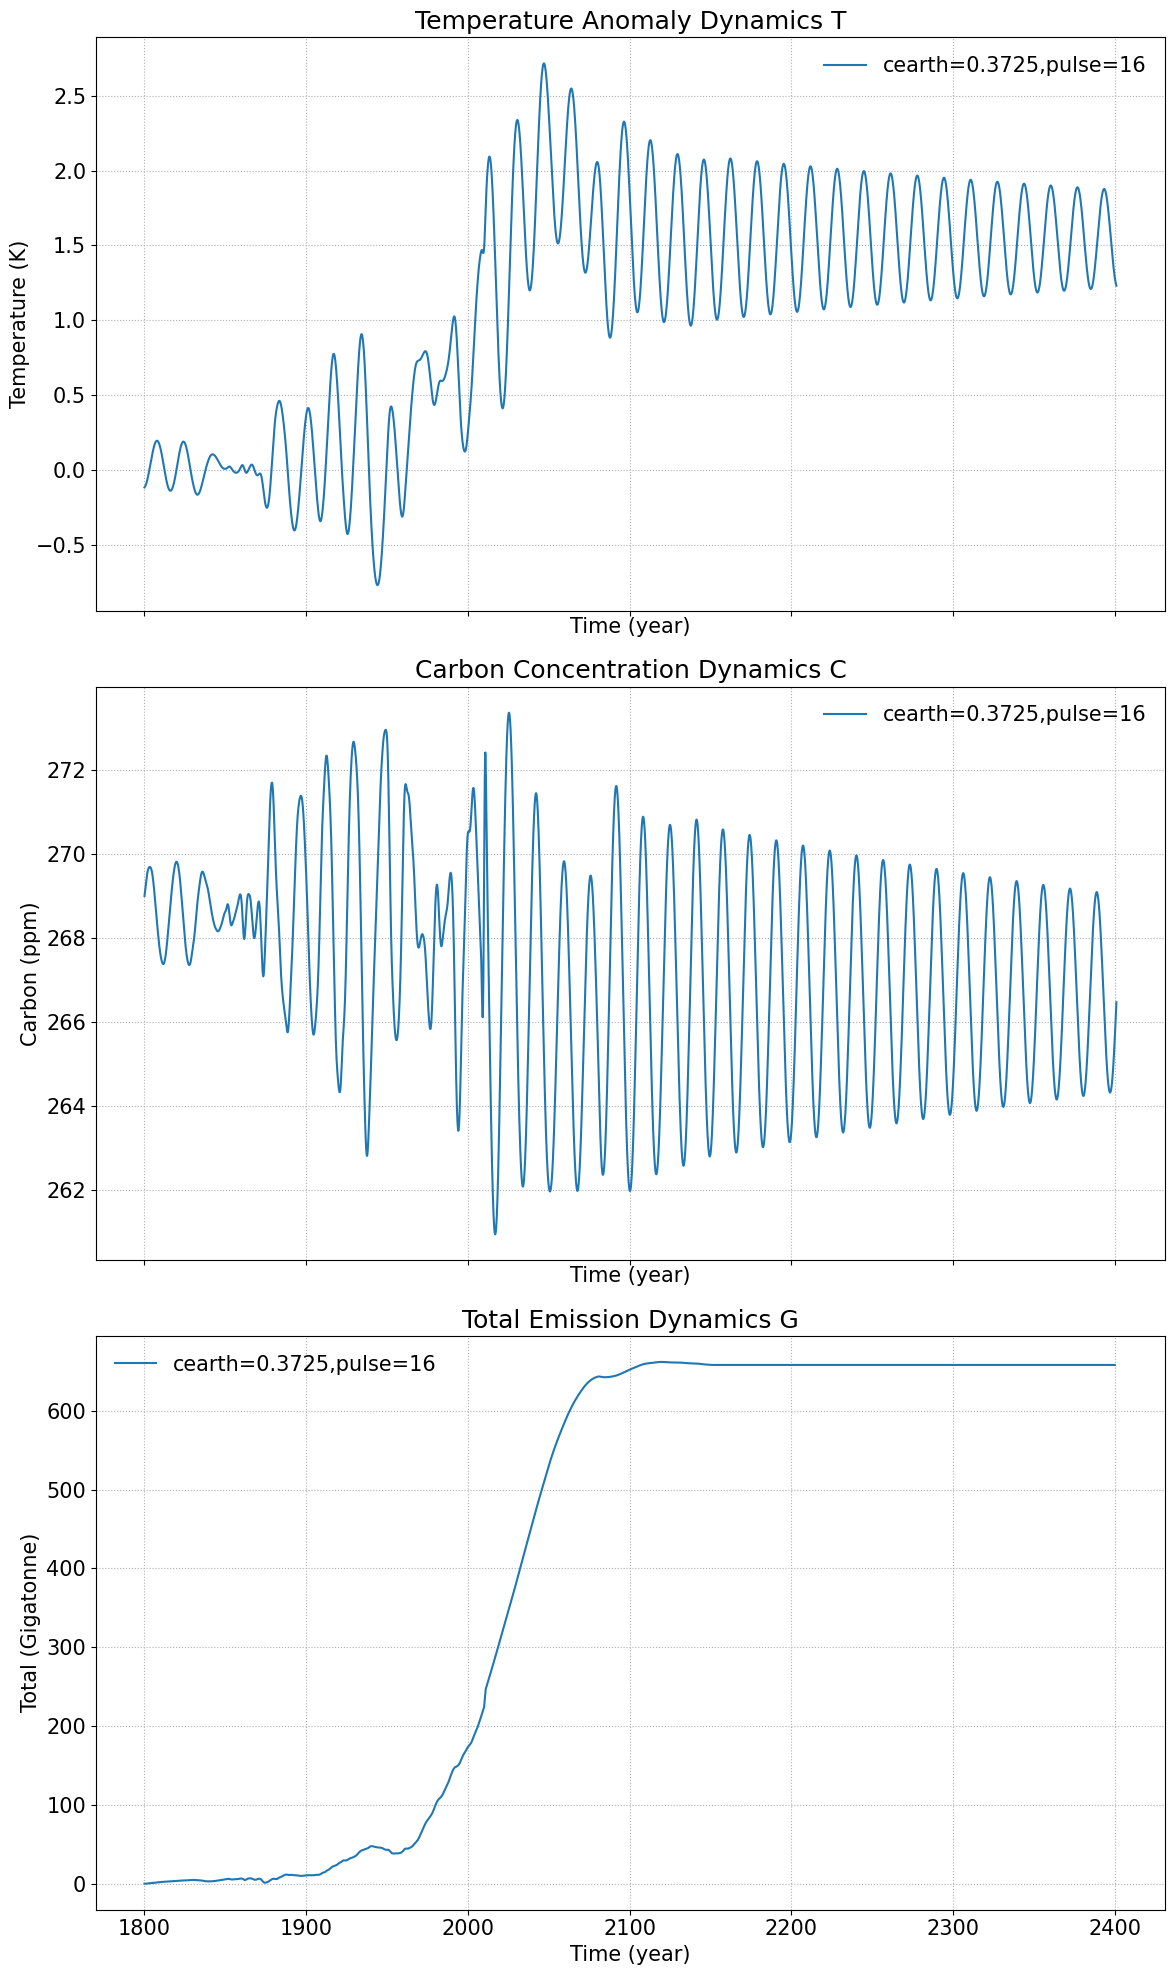 Temperature Anomaly Dynamics T
cearth=0.3725,pulse=16
2.5
2.0
1.5
1.0
0.5
0.0
−0.5
Temperature (K)
Time (year)
Carbon Concentration Dynamics C
cearth=0.3725,pulse=16
272
270
268
266
264
262
Carbon (ppm)
Time (year)
Total Emission Dynamics G
cearth=0.3725,pulse=16
600
500
400
300
200
100
0
Total (Gigatonne)
1800 1900 2000 2100 2200 2300 2400
Time (year)